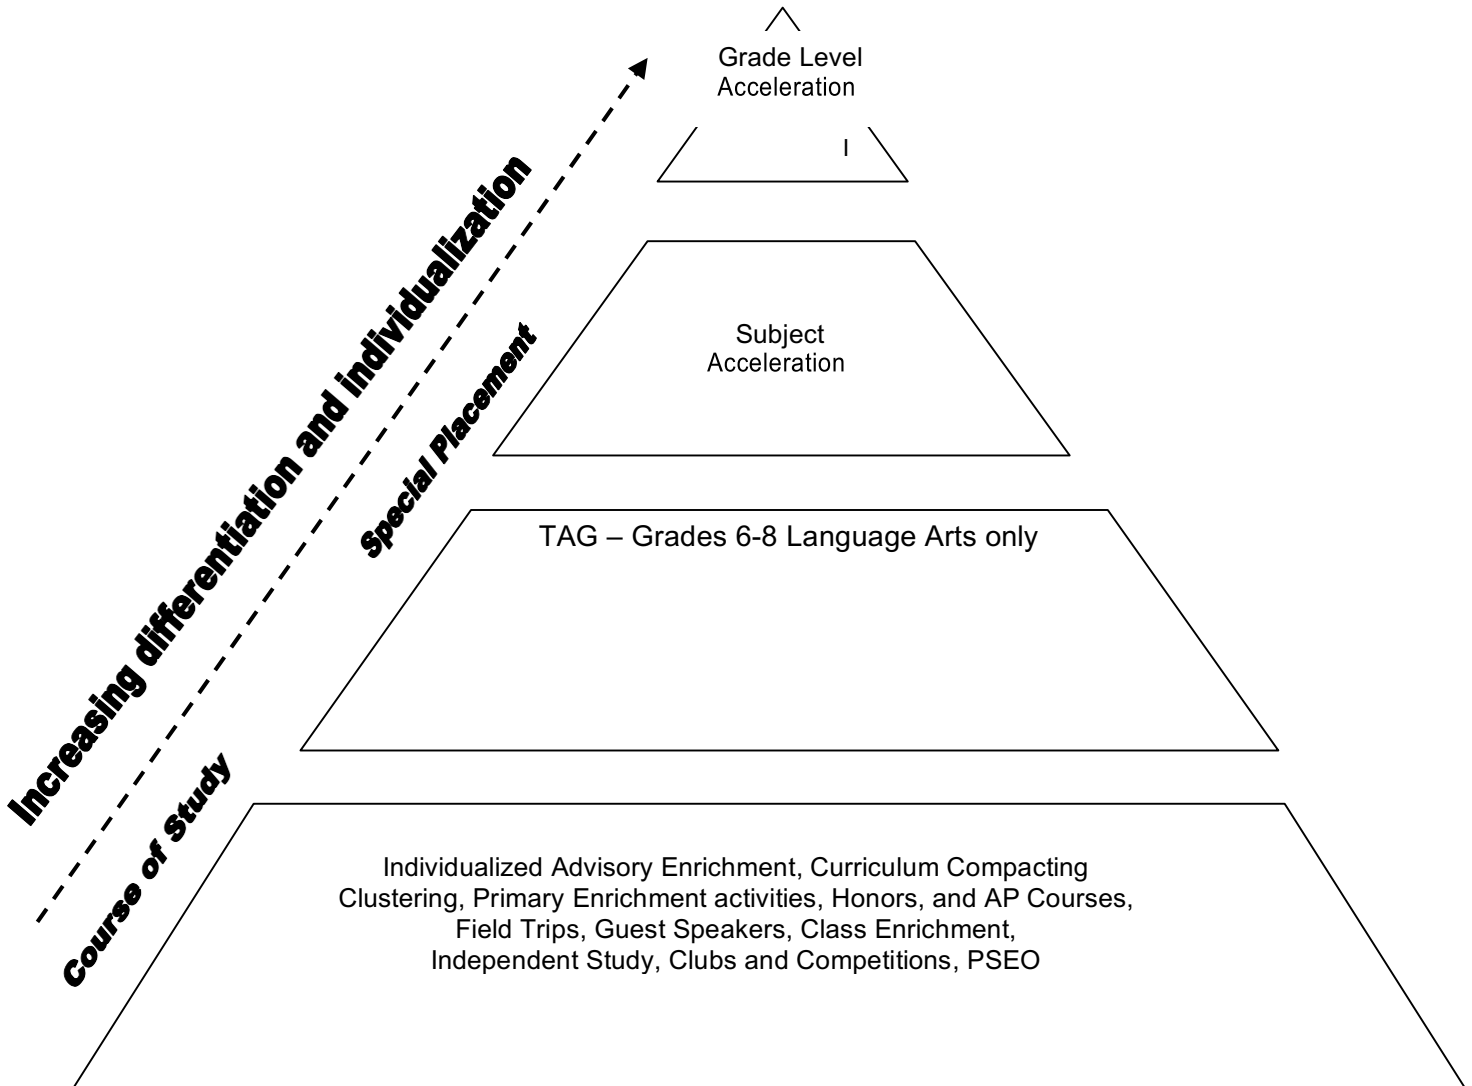 Grade Level
Acceleration
I
Increasing differentiation and individualization
Special Placement
Subject
Acceleration
TAG – Grades 6-8 Language Arts only
Course of Study
Individualized Advisory Enrichment, Curriculum Compacting
Clustering, Primary Enrichment activities, Honors, and AP Courses,
Field Trips, Guest Speakers, Class Enrichment,
Independent Study, Clubs and Competitions, PSEO